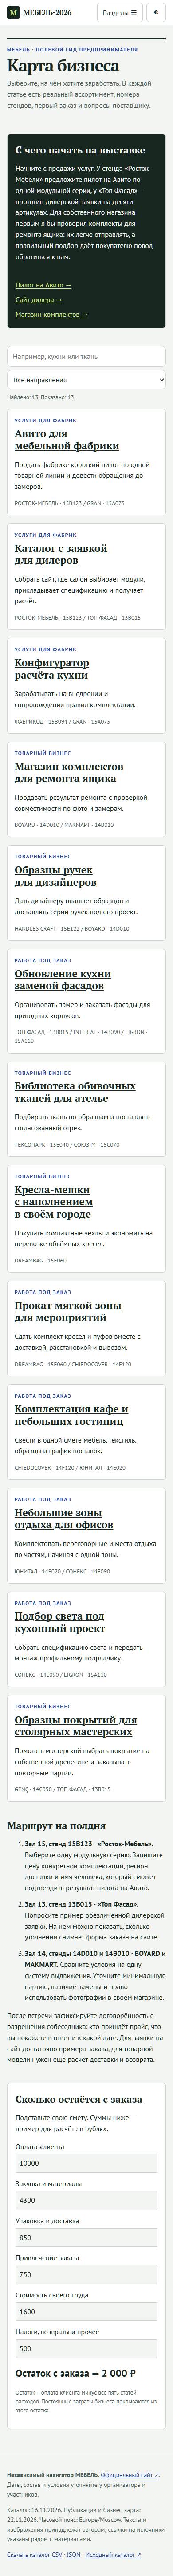 М МЕБЕЛЬ·2026
Разделы ☰
◐
МЕБЕЛЬ · ПОЛЕВОЙ ГИД ПРЕДПРИНИМАТЕЛЯ
Карта бизнеса
Выберите, на чём хотите заработать. В каждой
статье есть реальный ассортимент, номера
стендов, первый заказ и вопросы поставщику.
С чего начать на выставке
Начните с продажи услуг. У стенда «Росток-
Мебели» предложите пилот на Авито по
одной модульной серии, у «Топ Фасад» —
прототип дилерской заявки на десяти
артикулах. Для собственного магазина
первым я бы проверил комплекты для
ремонта ящика: их легче отправлять, а
правильный подбор даёт покупателю повод
обратиться к вам.
Пилот на Авито →
Сайт дилера →
Магазин комплектов →
Например, кухни или ткань
Все направления
Найдено: 13. Показано: 13.
УСЛУГИ ДЛЯ ФАБРИК
Авито для
мебельной фабрики
Продать фабрике короткий пилот по одной
товарной линии и довести обращения до
замеров.
РОСТОК-МЕБЕЛЬ · 15B123 / GRAN · 15A075
УСЛУГИ ДЛЯ ФАБРИК
Каталог с заявкой
для дилеров
Собрать сайт, где салон выбирает модули,
прикладывает спецификацию и получает
расчёт.
РОСТОК-МЕБЕЛЬ · 15B123 / ТОП ФАСАД · 13B015
УСЛУГИ ДЛЯ ФАБРИК
Конфигуратор
расчёта кухни
Зарабатывать на внедрении и
сопровождении правил комплектации.
ФАБРИКОД · 15B094 / GRAN · 15A075
ТОВАРНЫЙ БИЗНЕС
Магазин комплектов
для ремонта ящика
Продавать результат ремонта с проверкой
совместимости по фото и замерам.
BOYARD · 14D010 / МАКМАРТ · 14B010
ТОВАРНЫЙ БИЗНЕС
Образцы ручек
для дизайнеров
Дать дизайнеру планшет образцов и
доставлять серии ручек под его проект.
HANDLES CRAFT · 15E122 / BOYARD · 14D010
РАБОТА ПОД ЗАКАЗ
Обновление кухни
заменой фасадов
Организовать замер и заказать фасады для
пригодных корпусов.
ТОП ФАСАД · 13B015 / INTER AL · 14B090 / LIGRON ·
15A110
ТОВАРНЫЙ БИЗНЕС
Библиотека обивочных
тканей для ателье
Подбирать ткань по образцам и поставлять
согласованный отрез.
ТЕКСОПАРК · 15E040 / СОЮЗ-М · 15C070
ТОВАРНЫЙ БИЗНЕС
Кресла-мешки
с наполнением
в своём городе
Покупать компактные чехлы и экономить на
перевозке объёмных кресел.
DREAMBAG · 15E060
РАБОТА ПОД ЗАКАЗ
Прокат мягкой зоны
для мероприятий
Сдать комплект кресел и пуфов вместе с
доставкой, расстановкой и вывозом.
DREAMBAG · 15E060 / CHIEDOCOVER · 14F120
РАБОТА ПОД ЗАКАЗ
Комплектация кафе и
небольших гостиниц
Свести в одной смете мебель, текстиль,
образцы и график поставок.
CHIEDOCOVER · 14F120 / ЮНИТАЛ · 14E020
РАБОТА ПОД ЗАКАЗ
Небольшие зоны
отдыха для офисов
Комплектовать переговорные и места отдыха
по частям, начиная с одной зоны.
ЮНИТАЛ · 14E020 / СОНЕКС · 14E090
РАБОТА ПОД ЗАКАЗ
Подбор света под
кухонный проект
Собрать спецификацию света и передать
монтаж профильному подрядчику.
СОНЕКС · 14E090 / LIGRON · 15A110
ТОВАРНЫЙ БИЗНЕС
Образцы покрытий для
столярных мастерских
Помогать мастерской выбрать покрытие на
собственной древесине и заказывать
повторные партии.
GENÇ · 14C050 / ТОП ФАСАД · 13B015
Маршрут на полдня
1. Зал 15, стенд 15B123 · «Росток-Мебель».
Выберите одну модульную серию. Запишите
цену конкретной комплектации, регион
доставки и имя человека, который сможет
подтвердить результат пилота на Авито.
2. Зал 13, стенд 13B015 · «Топ Фасад».
Попросите пример обезличенной дилерской
заявки. На нём можно показать, сколько
уточнений снимает форма заказа на сайте.
3. Зал 14, стенды 14D010 и 14B010 · BOYARD и
МАКМАРТ. Сравните условия на одну
систему выдвижения. Уточните минимальную
партию, наличие замены и право
использовать фотографии в своём магазине.
После встречи зафиксируйте договорённость с
разрешения собеседника: кто пришлёт прайс, что
вы покажете в ответ и к какой дате. Для заявки на
сайт достаточно примера заказа, для товарной
модели нужен ещё расчёт доставки и возврата.
Сколько остаётся с заказа
Подставьте свою смету. Суммы ниже —
пример для расчёта в рублях.
Оплата клиента
10000
Закупка и материалы
4300
Упаковка и доставка
850
Привлечение заказа
750
Стоимость своего труда
1600
Налоги, возвраты и прочее
500
Остаток с заказа — 2 000 ₽
Остаток = оплата клиента минус все пять статей
расходов. Постоянные затраты бизнеса покрываются из
этого остатка.
Независимый навигатор МЕБЕЛЬ. Официальный сайт ↗.
Даты, состав и условия уточняйте у организатора и
участников.
Каталог: 16.11.2026. Публикации и бизнес-карта:
22.11.2026. Часовой пояс: Europe/Moscow. Тексты и
изображения принадлежат авторам; ссылки на источники
указаны рядом с материалами.
Скачать каталог CSV · JSON · Исходный каталог ↗